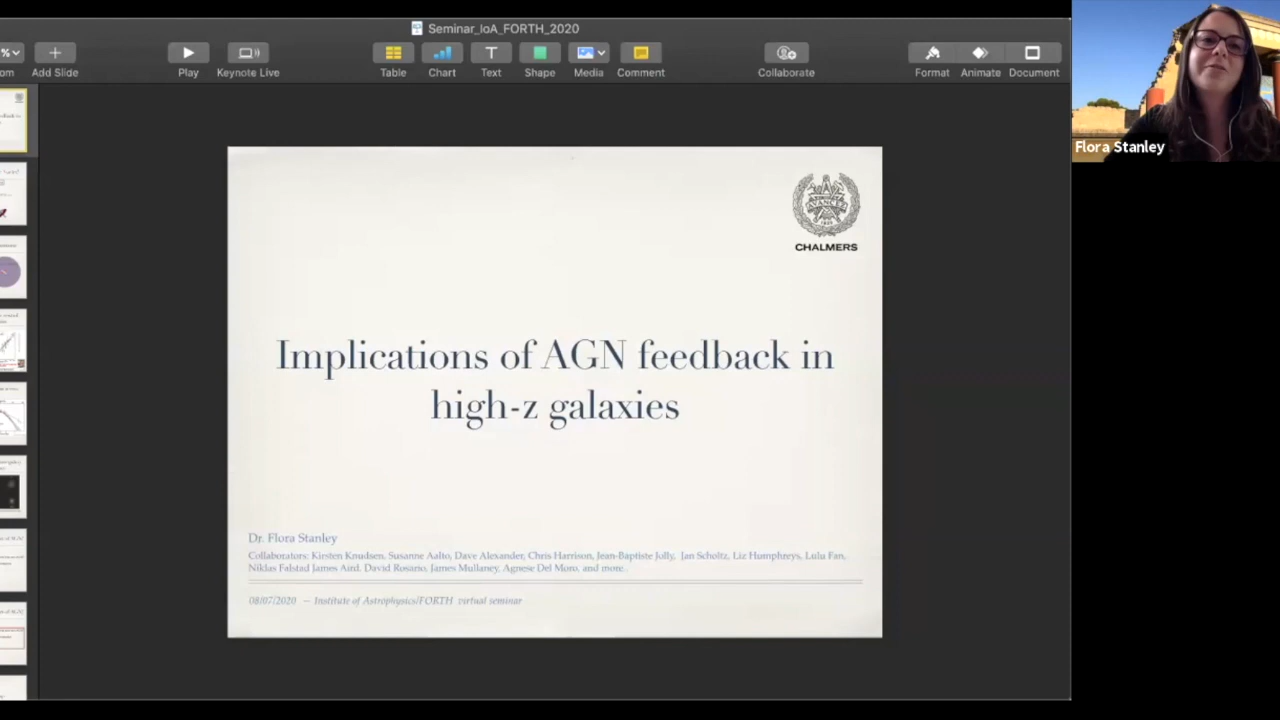 Seminar_IoA_FORTH_2020
%
Add Slide
Play
Keynote Live
Table
Chart
Text
Shape
Media
Comment
Collaborate
Format
Animate
Document
Flora Stanley
AVANCEZ
CHALMERS
Implications of AGN feedback in
high-z galaxies
Dr. Flora Stanley
Collaborators: Kirsten Knudsen, Susanne Aalto, Dave Alexander, Chris Harrison, Jean-Baptiste Jolly, Jan Scholtz, Liz Humphreys, Lulu Fan,
Niklas Falstad James Aird, David Rosario, James Mullaney, Agnese Del Moro, and more..
08/07/2020 — Institute of Astrophysics/FORTH virtual seminar